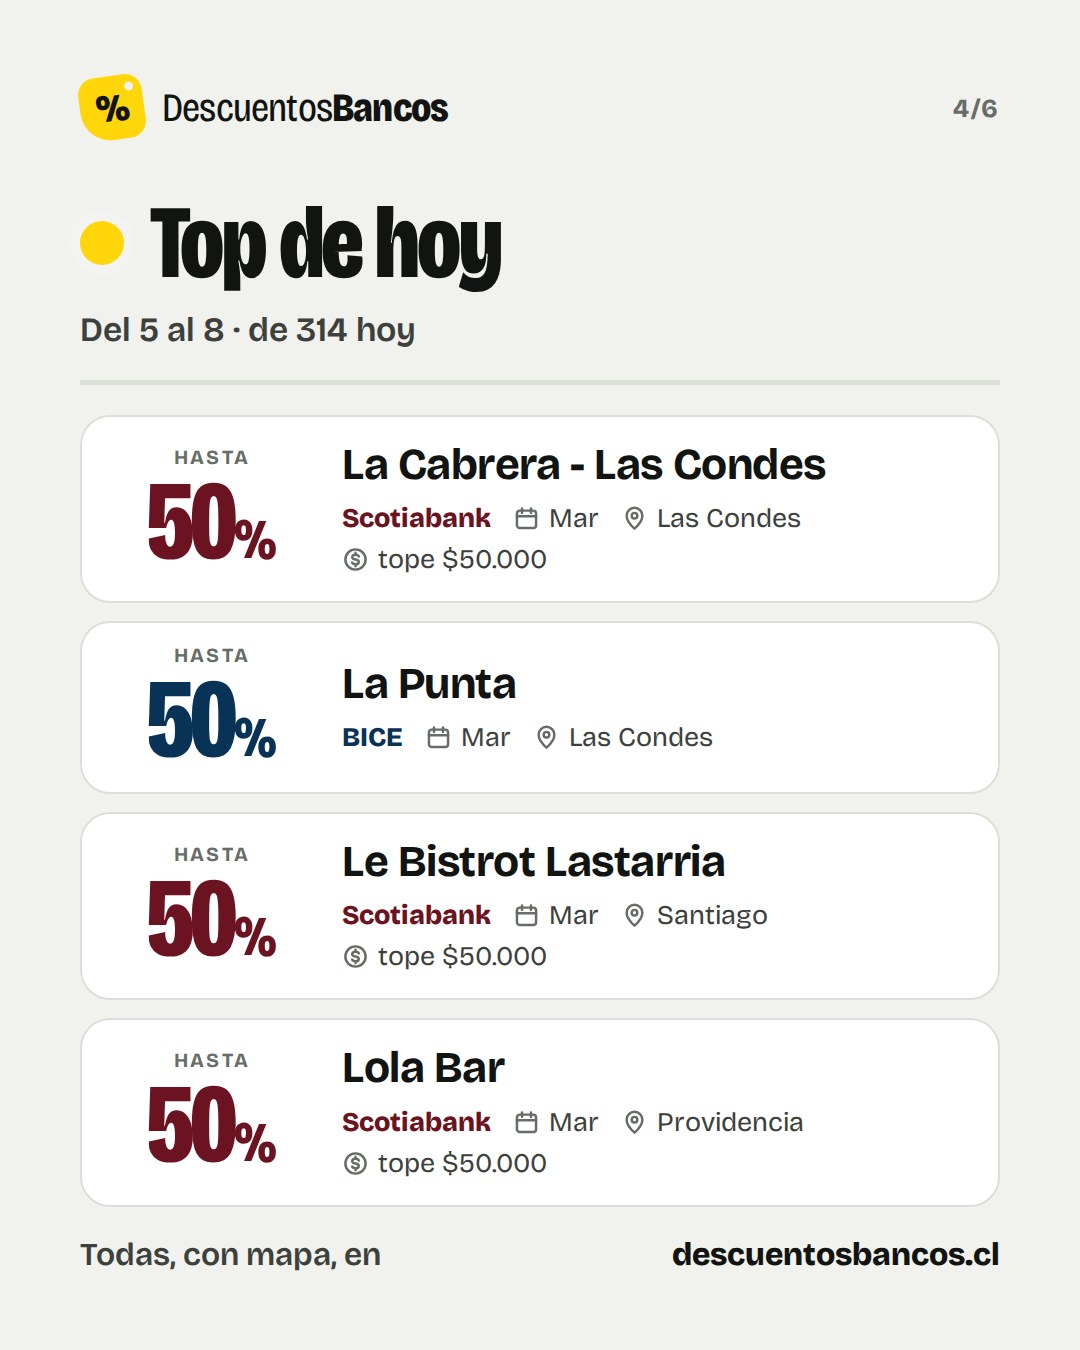 %
DescuentosBancos
4/6
Top de hoy
Del 5 al 8 · de 314 hoy
HASTA
50%
La Cabrera - Las Condes
Scotiabank Mar Las Condes
tope $50.000
HASTA
50%
La Punta
BICE Mar Las Condes
HASTA
50%
Le Bistrot Lastarria
Scotiabank Mar Santiago
tope $50.000
HASTA
50%
Lola Bar
Scotiabank Mar Providencia
tope $50.000
Todas, con mapa, en
descuentosbancos.cl